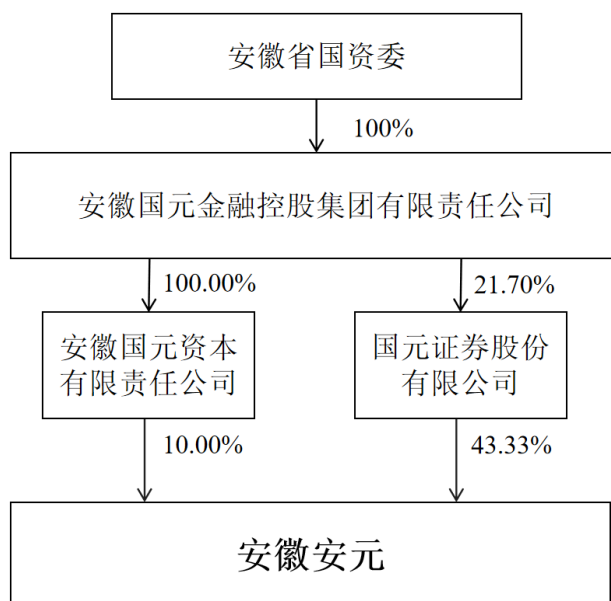 安徽省国资委
100%
安徽国元金融控股集团有限责任公司
100.00%
21.70%
安徽国元资本
有限责任公司
国元证券股份
有限公司
10.00%
43.33%
安徽安元